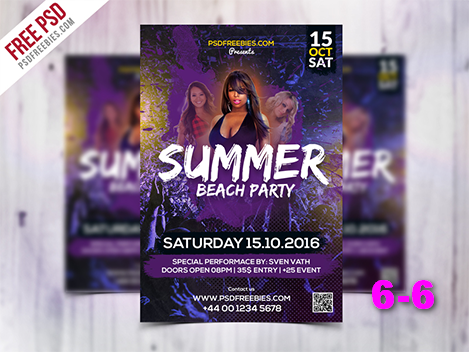 FREE PSD
PSDFREEBIES.COM
PSDFREEBIES.COM
Presents
15
OCT
SAT
SUMMER
BEACH PARTY
SATURDAY 15.10.2016
SPECIAL PERFORMACE BY: SVEN VATH
DOORS OPEN 08PM | 35$ ENTRY | +25 EVENT
Contact us
WWW.PSDFREEBIES.COM
+44 00 1234 5678
6-6